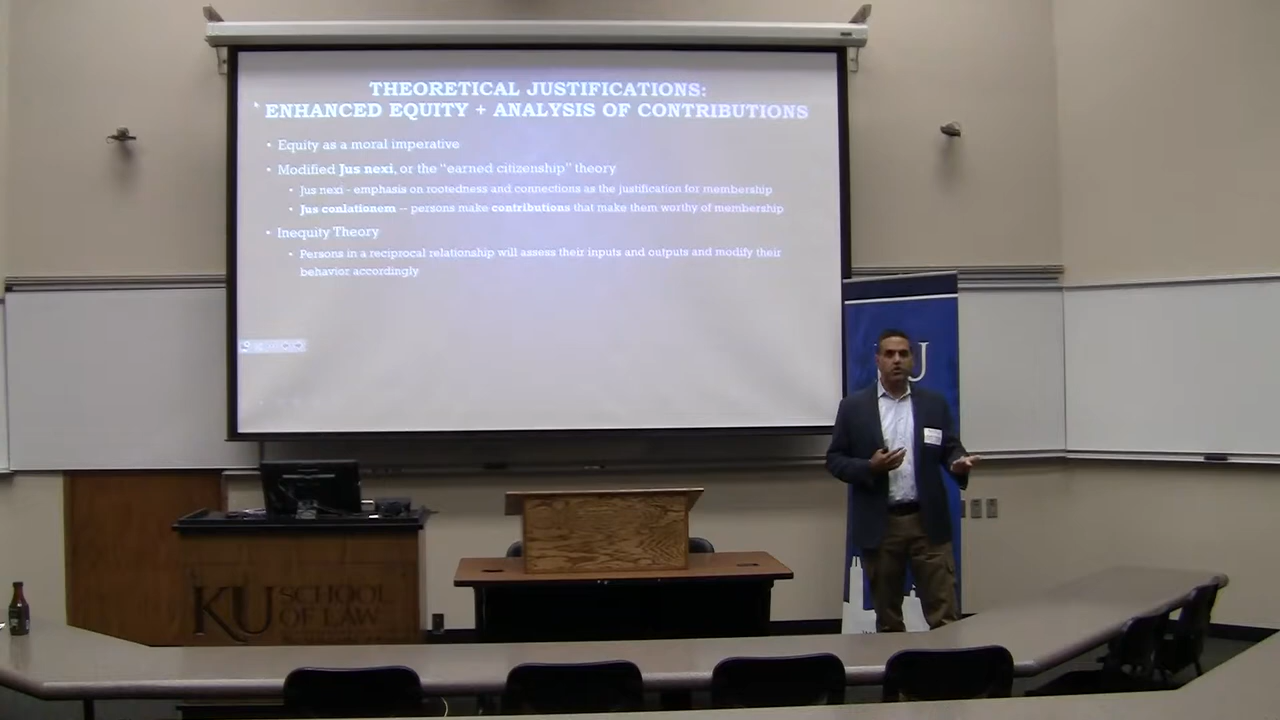 THEORETICAL JUSTIFICATIONS:
ENHANCED EQUITY + ANALYSIS OF CONTRIBUTIONS
• Equity as a moral imperative
• Modified Jus nexi, or the “earned citizenship” theory
• Jus nexi - emphasis on rootedness and connections as the justification for membership
• Jus conlationem – persons make contributions that make them worthy of membership
• Inequity Theory
• Persons in a reciprocal relationship will assess their inputs and outputs and modify their
behavior accordingly
KU SCHOOL
OF LAW